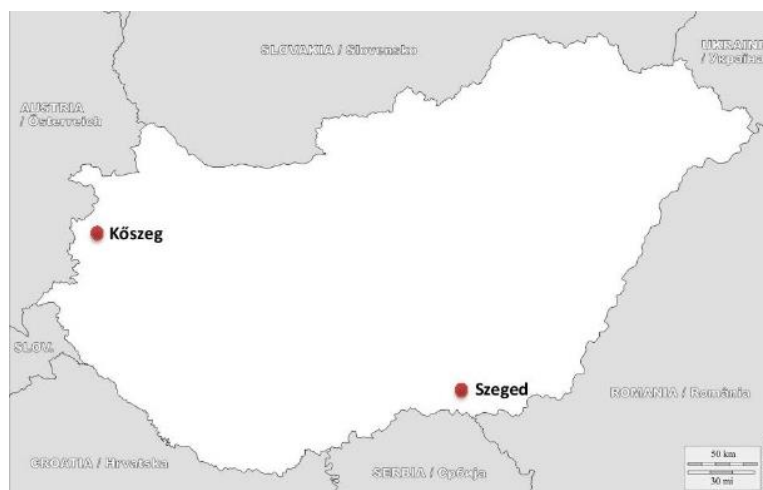 SLOVAKIA / Slovensko
UKRAINE
/ Україна
AUSTRIA
/ Österreich
Kőszeg
SLOV.
Szeged
ROMANIA / România
CROATIA / Hrvatska
SERBIA / Србија
50 km
30 mi